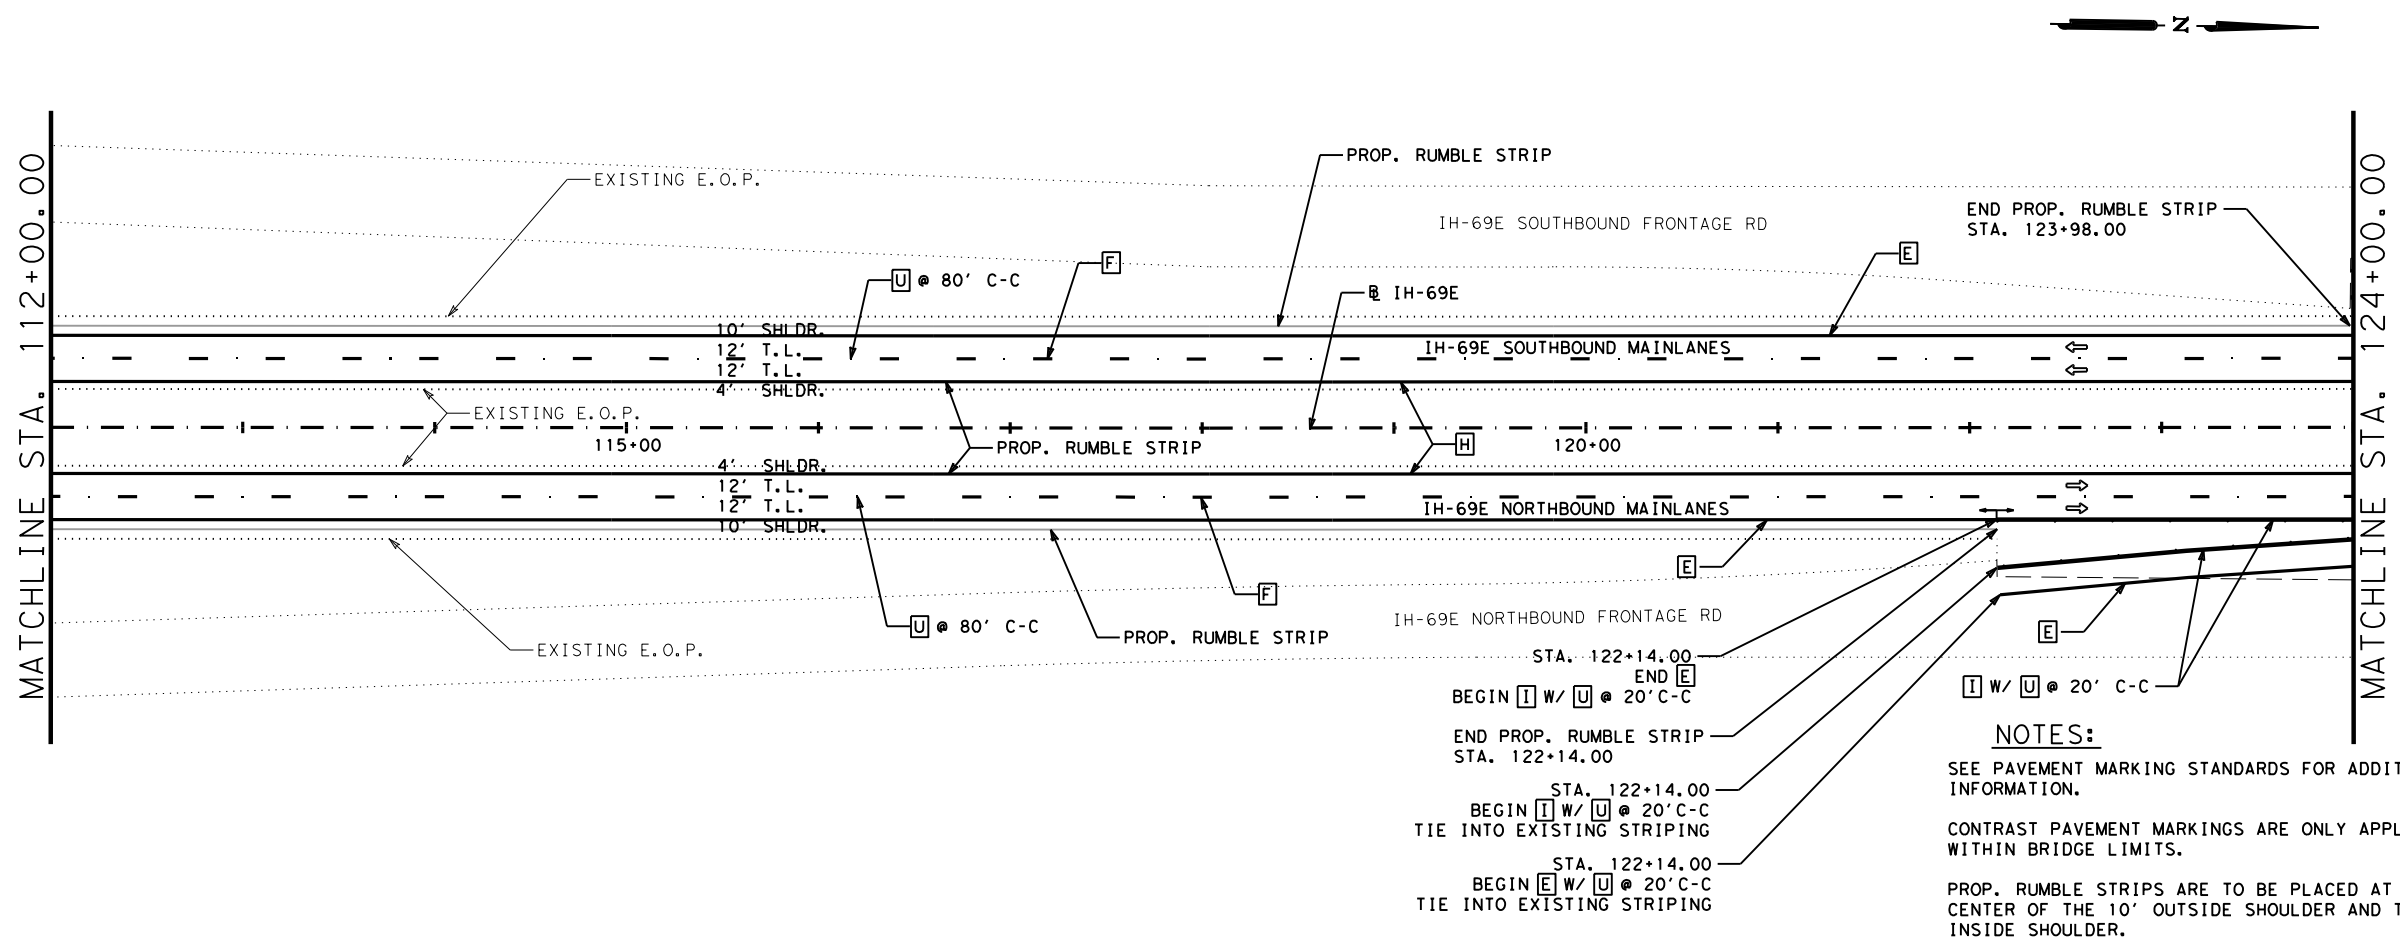 N
MATCHLINE STA. 112+00.00
MATCHLINE STA. 124+00.00
EXISTING E.O.P.
PROP. RUMBLE STRIP
IH-69E SOUTHBOUND FRONTAGE RD
END PROP. RUMBLE STRIP
STA. 123+98.00
U @ 80' C-C
F
E
B IH-69E
10' SHLDR.
12' T.L.
12' T.L.
4' SHLDR.
IH-69E SOUTHBOUND MAINLANES
EXISTING E.O.P.
115+00
PROP. RUMBLE STRIP
H
120+00
4' SHLDR.
12' T.L.
12' T.L.
10' SHLDR.
IH-69E NORTHBOUND MAINLANES
E
F
U @ 80' C-C
PROP. RUMBLE STRIP
EXISTING E.O.P.
IH-69E NORTHBOUND FRONTAGE RD
E
I W/ U @ 20' C-C
STA. 122+14.00
END E
BEGIN I W/ U @ 20'C-C
END PROP. RUMBLE STRIP
STA. 122+14.00
STA. 122+14.00
BEGIN I W/ U @ 20'C-C
TIE INTO EXISTING STRIPING
STA. 122+14.00
BEGIN E W/ U @ 20'C-C
TIE INTO EXISTING STRIPING
NOTES:
SEE PAVEMENT MARKING STANDARDS FOR
INFORMATION.
CONTRAST PAVEMENT MARKINGS ARE ONLY
WITHIN BRIDGE LIMITS.
PROP. RUMBLE STRIPS ARE TO BE PLACED AT
CENTER OF THE 10' OUTSIDE SHOULDER AND
INSIDE SHOULDER.